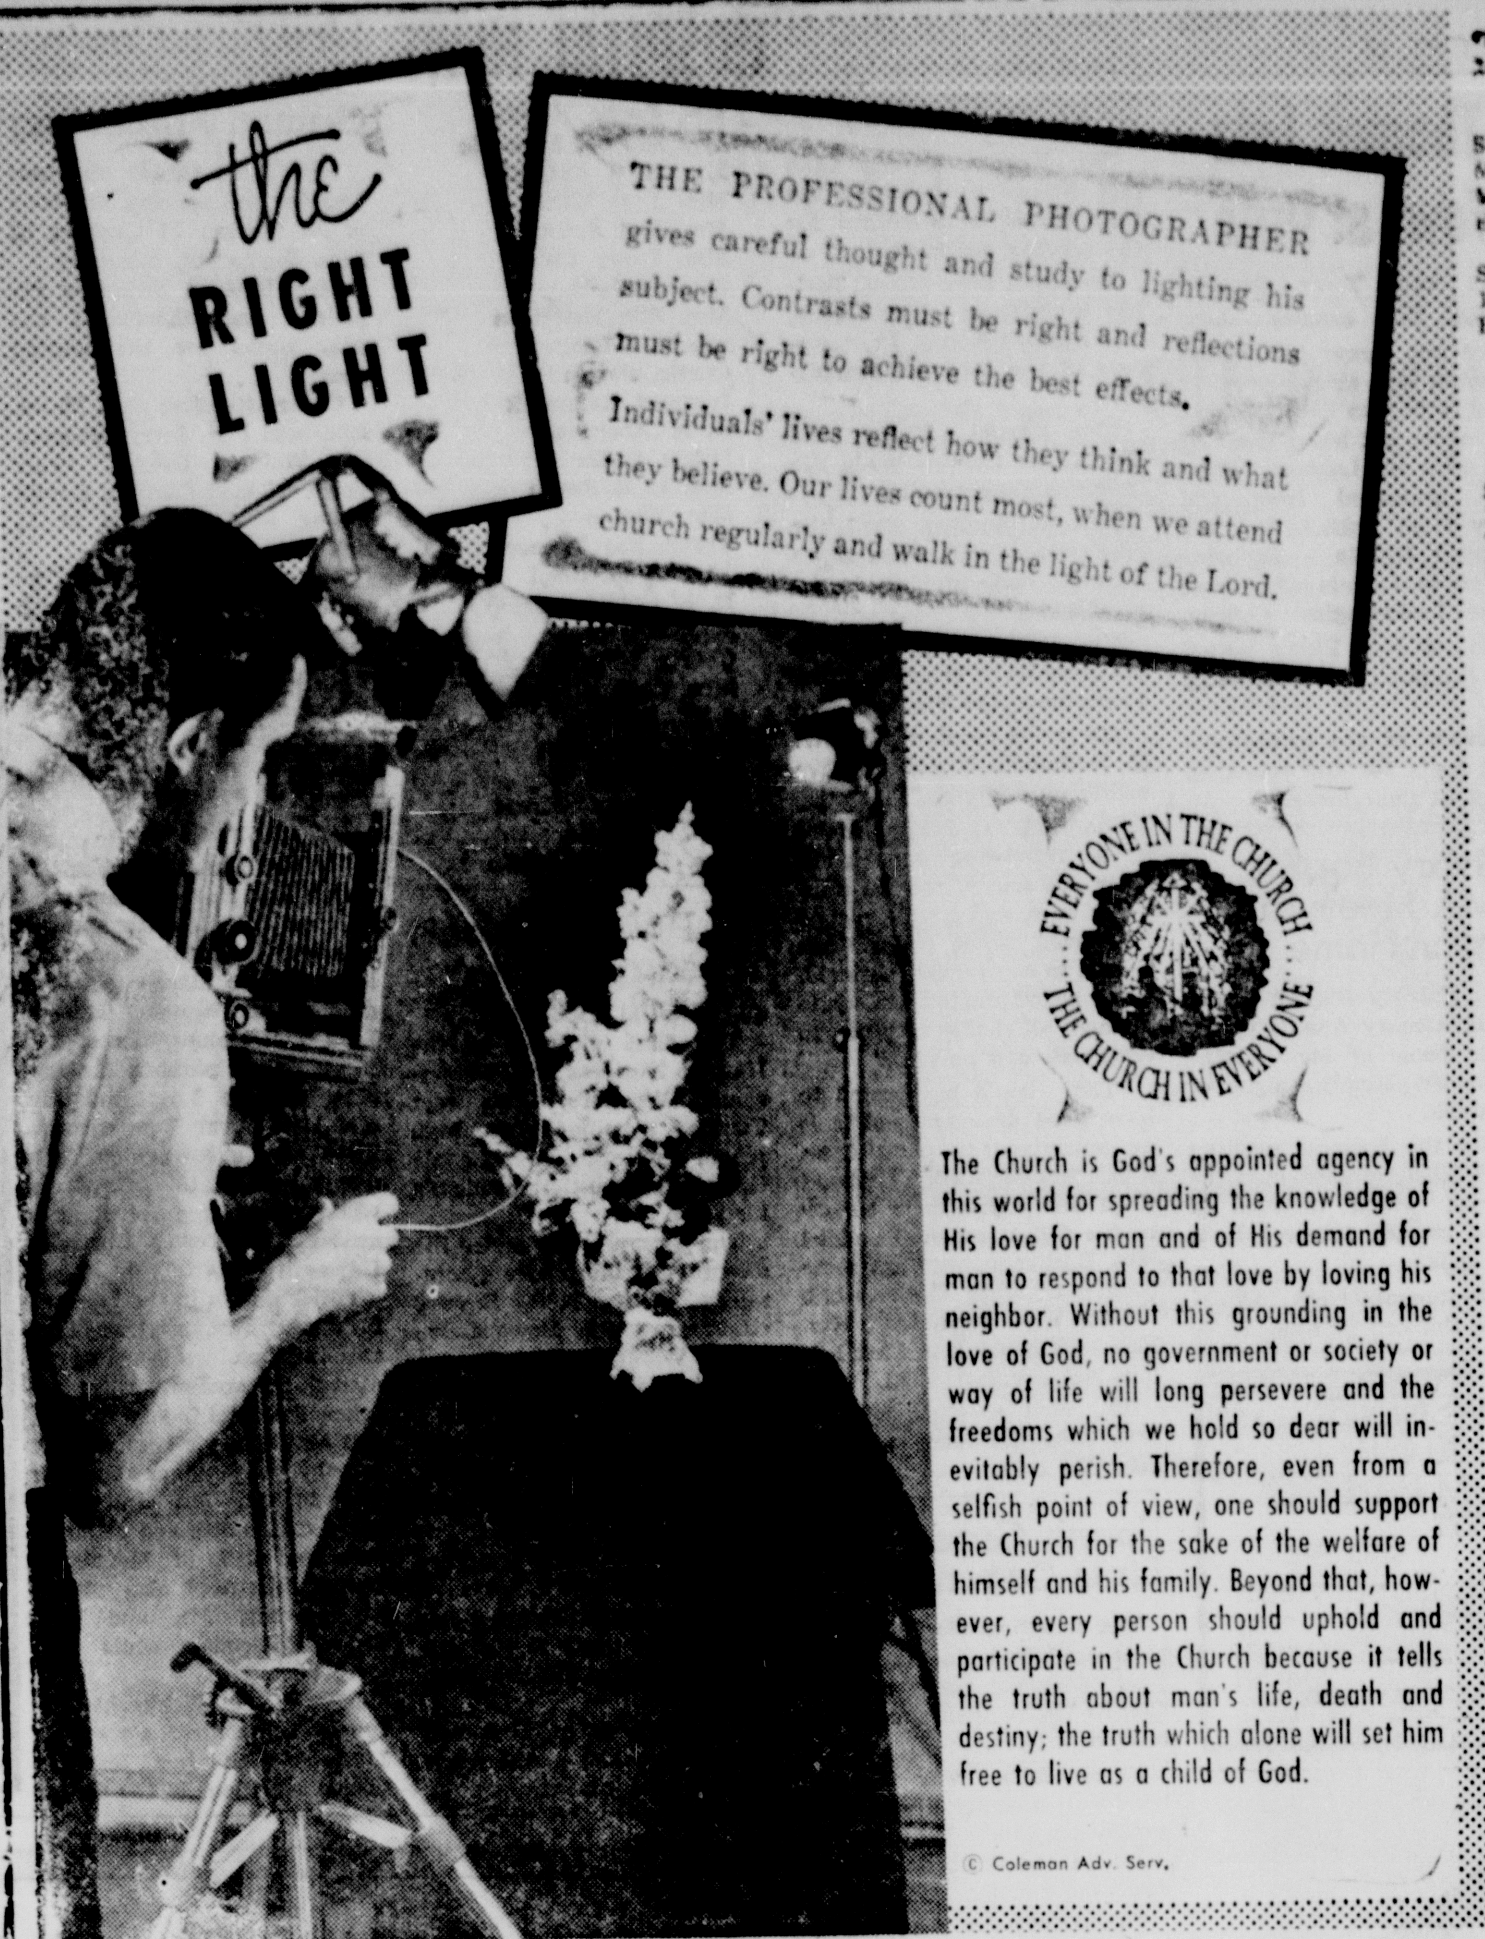 the
RIGHT
LIGHT
THE PROFESSIONAL PHOTOGRAPHER
gives careful thought and study to lighting his
subject. Contrasts must be right and reflections
must be right to achieve the best effects.
Individuals' lives reflect how they think and what
they believe. Our lives count most, when we attend
church regularly and walk in the light of the Lord.
EVERYONE IN THE CHURCH...
THE CHURCH IN EVERYONE...
The Church is God's appointed agency in
this world for spreading the knowledge of
His love for man and of His demand for
man to respond to that love by loving his
neighbor. Without this grounding in the
love of God, no government or society or
way of life will long persevere and the
freedoms which we hold so dear will in-
evitably perish. Therefore, even from a
selfish point of view, one should support
the Church for the sake of the welfare of
himself and his family. Beyond that, how-
ever, every person should uphold and
participate in the Church because it tells
the truth about man's life, death and
destiny; the truth which alone will set him
free to live as a child of God.
© Coleman Adv. Serv.